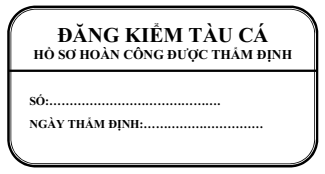 ĐĂNG KIỂM TÀU CÁ
HỒ SƠ HOÀN CÔNG ĐƯỢC THẨM ĐỊNH
SỐ:.........................................
NGÀY THẨM ĐỊNH:..............................